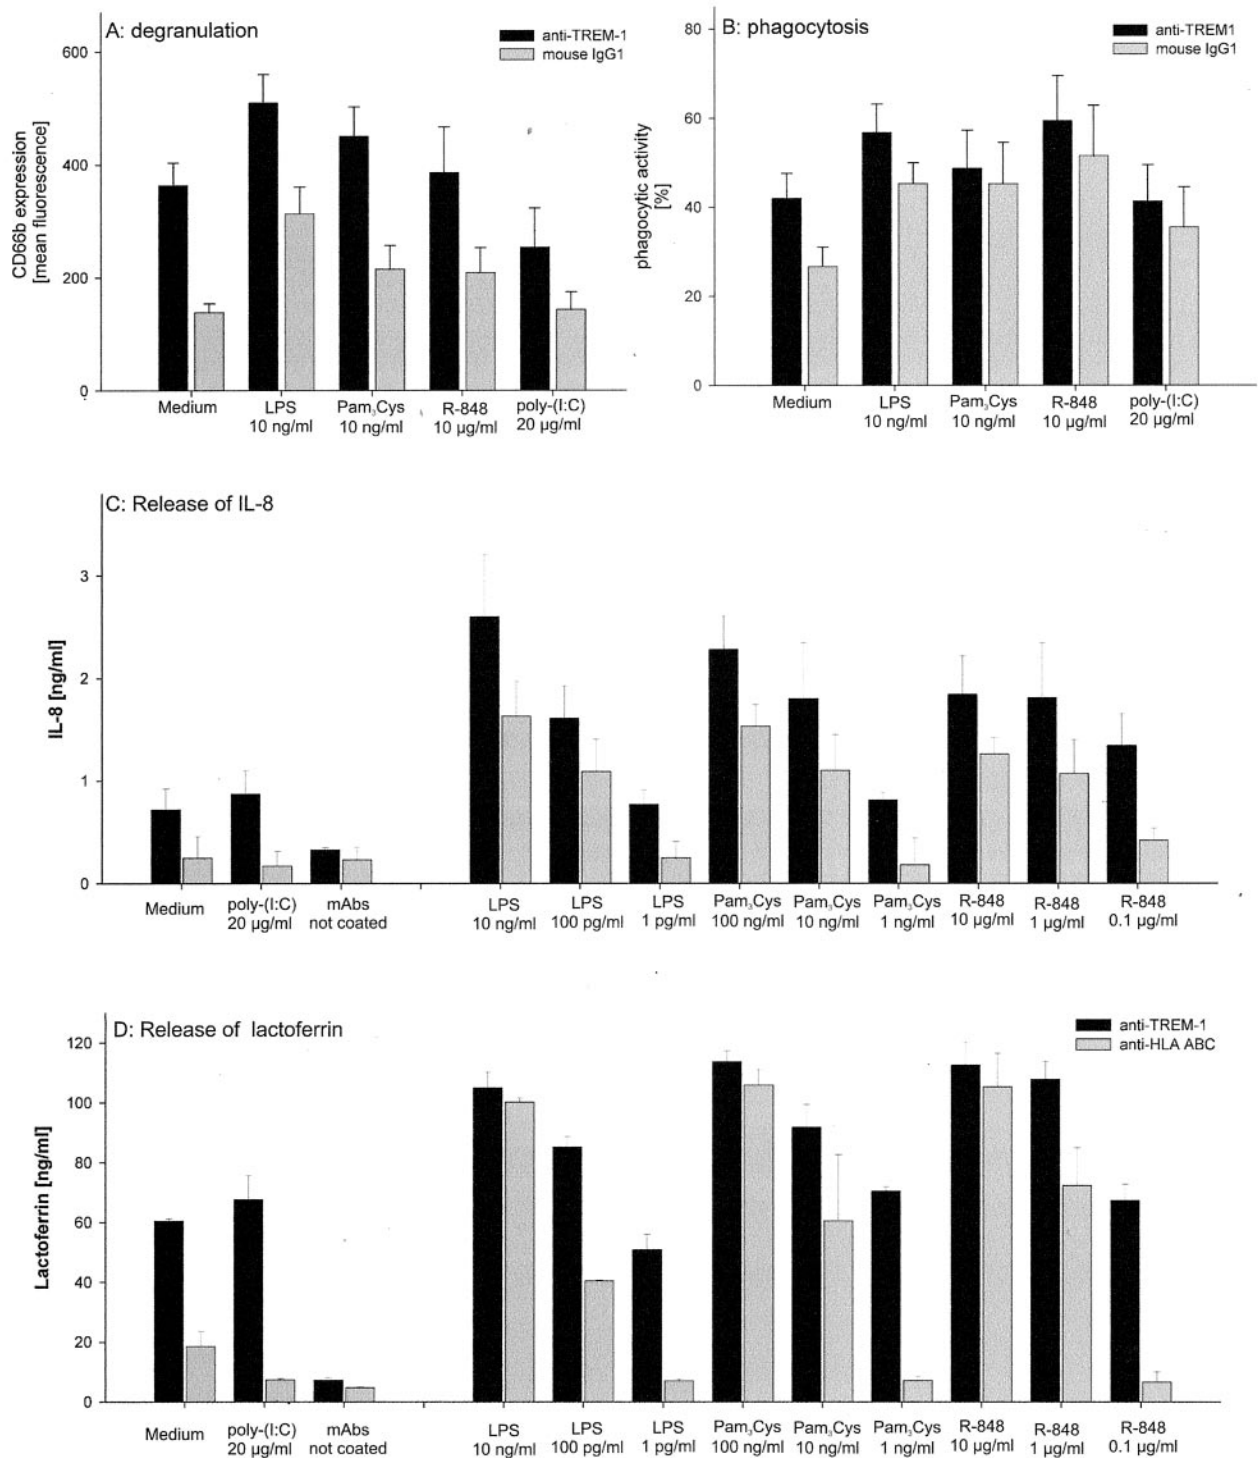 A: degranulation
anti-TREM-1
mouse IgG1
600
400
200
0
CD66b expression
[mean fluorescence]
Medium
LPS
10 ng/ml
Pam₃Cys
10 ng/ml
R-848
10 µg/ml
poly-(I:C)
20 µg/ml
B: phagocytosis
anti-TREM1
mouse IgG1
80
60
40
20
0
phagocytic activity
[%]
Medium
LPS
10 ng/ml
Pam₃Cys
10 ng/ml
R-848
10 µg/ml
poly-(I:C)
20 µg/ml
C: Release of IL-8
3
2
1
0
IL-8 [ng/ml]
Medium
poly-(I:C)
20 µg/ml
mAbs
not coated
LPS
10 ng/ml
LPS
100 pg/ml
LPS
1 pg/ml
Pam₃Cys
100 ng/ml
Pam₃Cys
10 ng/ml
Pam₃Cys
1 ng/ml
R-848
10 µg/ml
R-848
1 µg/ml
R-848
0.1 µg/ml
D: Release of lactoferrin
anti-TREM-1
anti-HLA ABC
120
100
80
60
40
20
0
Lactoferrin [ng/ml]
Medium
poly-(I:C)
20 µg/ml
mAbs
not coated
LPS
10 ng/ml
LPS
100 pg/ml
LPS
1 pg/ml
Pam₃Cys
100 ng/ml
Pam₃Cys
10 ng/ml
Pam₃Cys
1 ng/ml
R-848
10 µg/ml
R-848
1 µg/ml
R-848
0.1 µg/ml